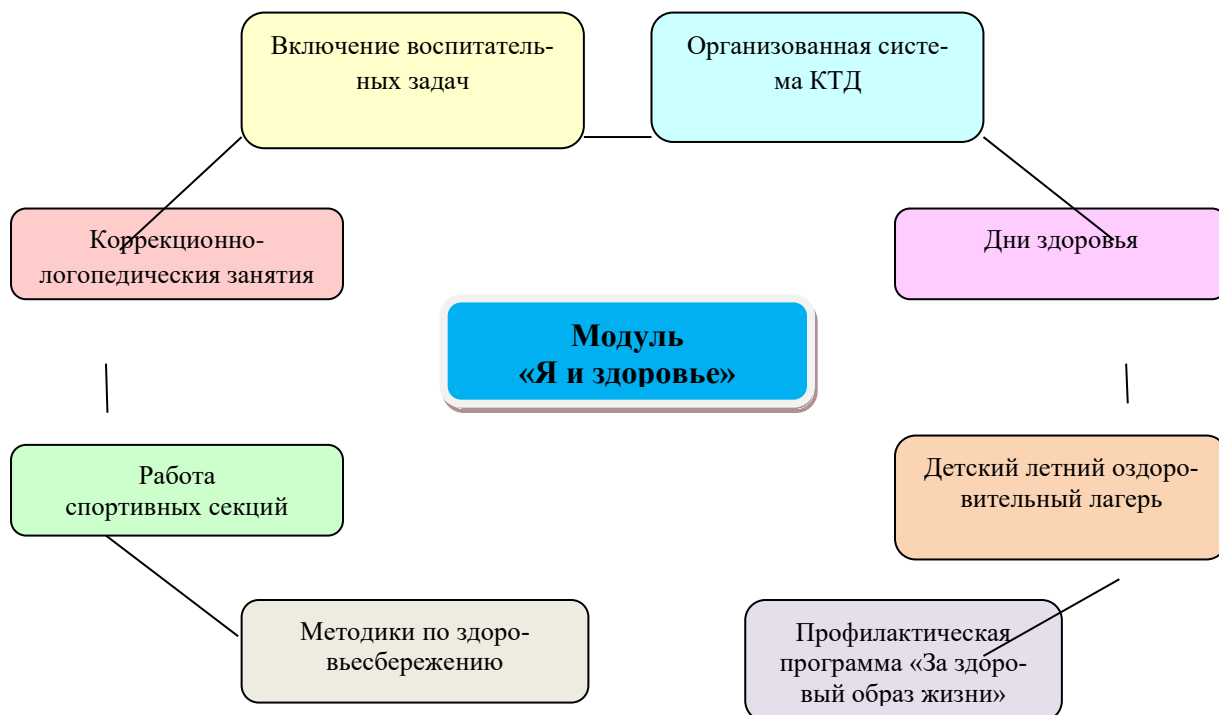 Включение воспитатель-
ных задач
Организованная систе-
ма КТД
Коррекционно-
логопедическия занятия
Дни здоровья
Модуль
«Я и здоровье»
Работа
спортивных секций
Детский летний оздоро-
вительный лагерь
Методики по здоро-
вьесбережению
Профилактическая
программа «За здоро-
вый образ жизни»